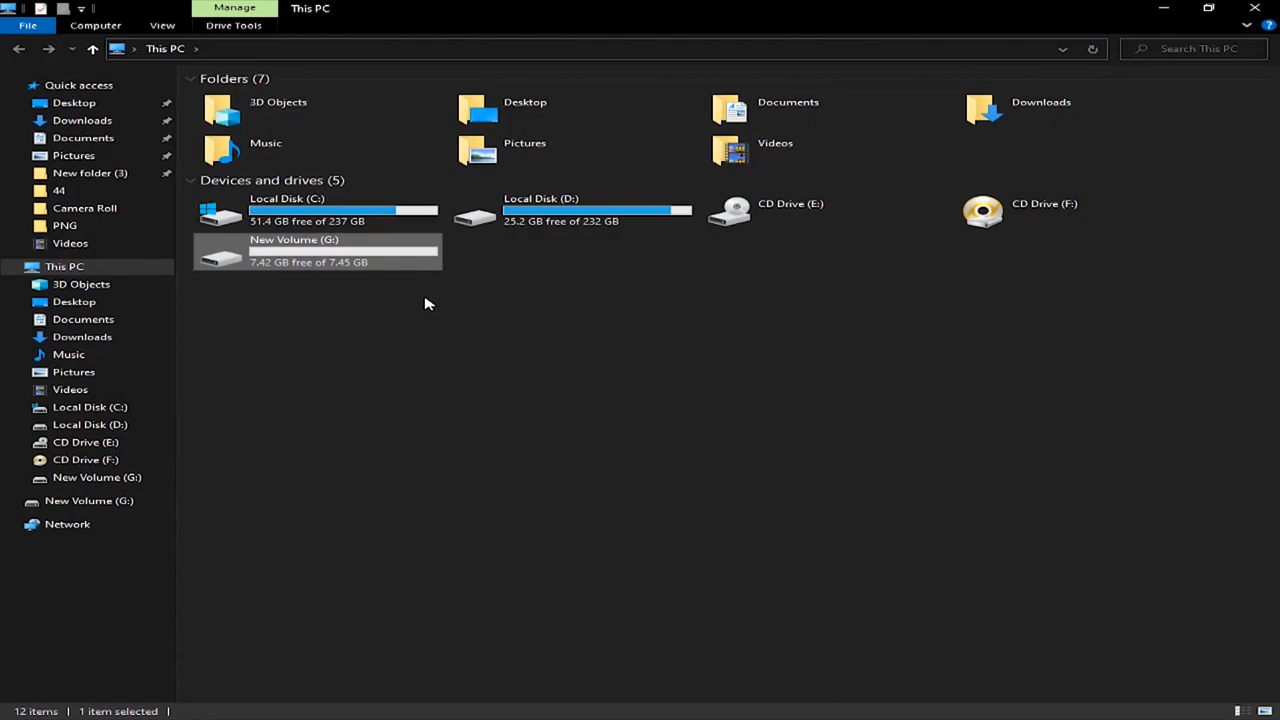 Manage
This PC
File
Computer
View
Drive Tools
This PC
Search This PC
Quick access
Desktop
Downloads
Documents
Pictures
New folder (3)
44
Camera Roll
PNG
Videos
This PC
3D Objects
Desktop
Documents
Downloads
Music
Pictures
Videos
Local Disk (C:)
Local Disk (D:)
CD Drive (E:)
CD Drive (F:)
New Volume (G:)
New Volume (G:)
Network
Folders (7)
3D Objects
Desktop
Documents
Downloads
Music
Pictures
Videos
Devices and drives (5)
Local Disk (C:)
51.4 GB free of 237 GB
Local Disk (D:)
25.2 GB free of 232 GB
CD Drive (E:)
CD Drive (F:)
New Volume (G:)
7.42 GB free of 7.45 GB
12 items
1 item selected